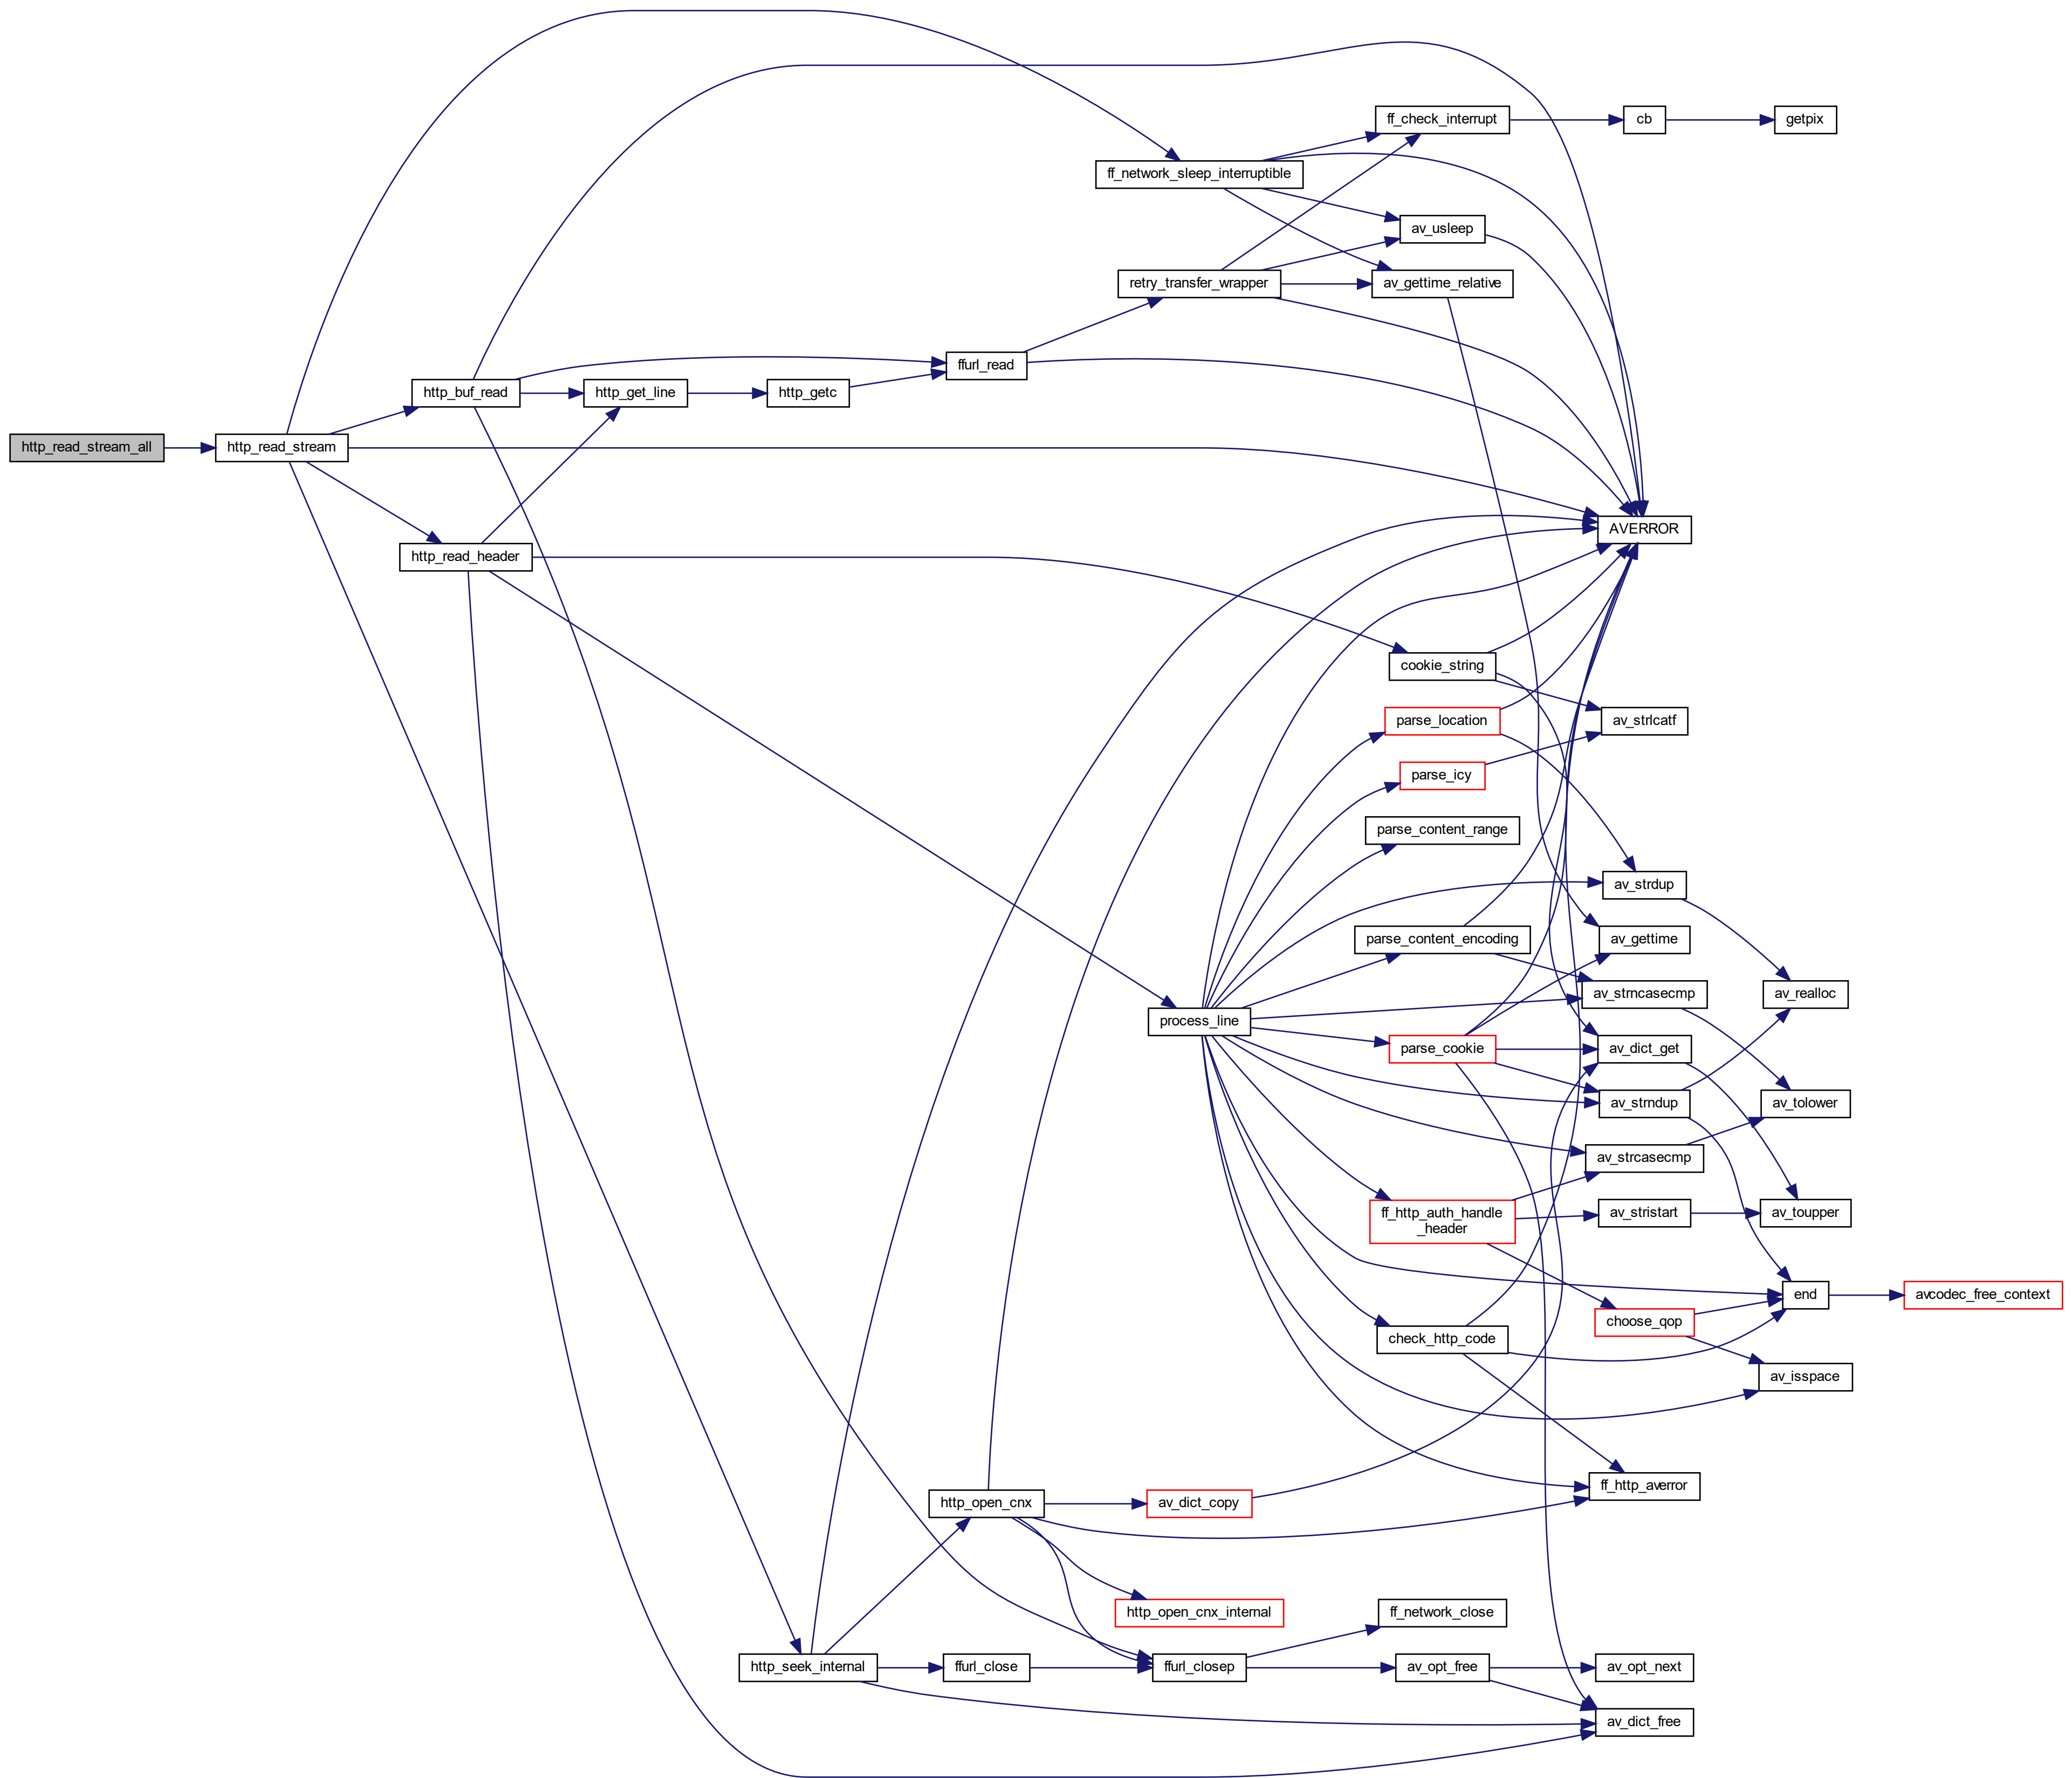 ff_check_interrupt
cb
getpix
ff_network_sleep_interruptible
av_usleep
retry_transfer_wrapper
av_gettime_relative
ffurl_read
http_buf_read
http_get_line
http_getc
http_read_stream_all
http_read_stream
AVERROR
http_read_header
cookie_string
parse_location
av_strlcatf
parse_icy
parse_content_range
av_strdup
parse_content_encoding
av_gettime
av_strncasecmp
av_realloc
process_line
parse_cookie
av_dict_get
av_strndup
av_tolower
av_strcasecmp
ff_http_auth_handle
_header
av_stristart
av_toupper
end
avcodec_free_context
choose_qop
check_http_code
av_isspace
ff_http_averror
http_open_cnx
av_dict_copy
http_open_cnx_internal
ff_network_close
http_seek_internal
ffurl_close
ffurl_closep
av_opt_free
av_opt_next
av_dict_free